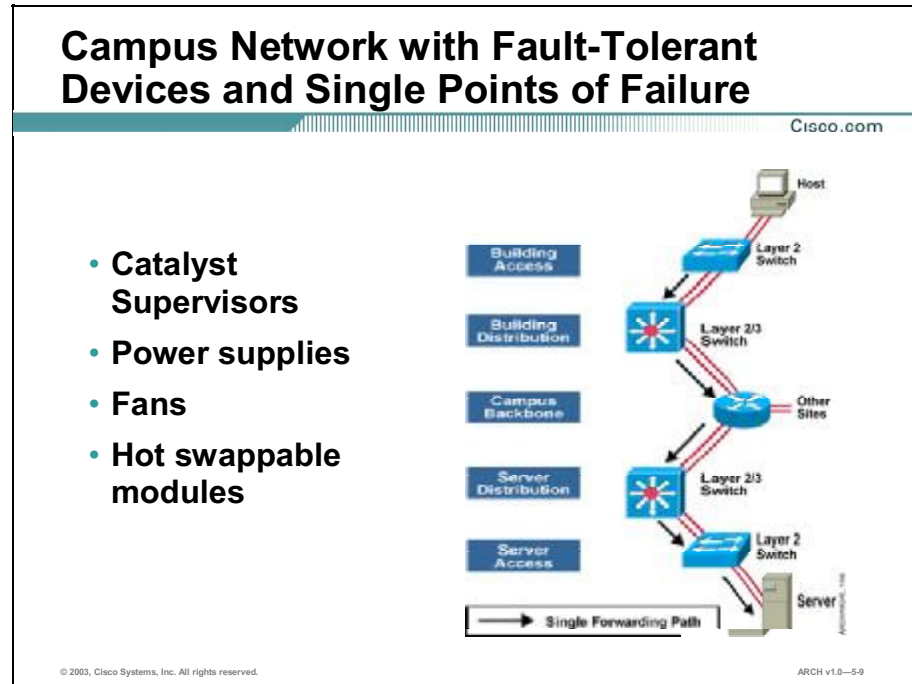 Campus Network with Fault-Tolerant
Devices and Single Points of Failure
Cisco.com
• Catalyst
Supervisors
• Power supplies
• Fans
• Hot swappable
modules
Building
Access
Building
Distribution
Campus
Backbone
Server
Distribution
Server
Access
Host
Layer 2
Switch
Layer 2/3
Switch
Other
Sites
Layer 2/3
Switch
Layer 2
Switch
Server
Single Forwarding Path
© 2003, Cisco Systems, Inc. All rights reserved.
ARCH v1.0—5-9